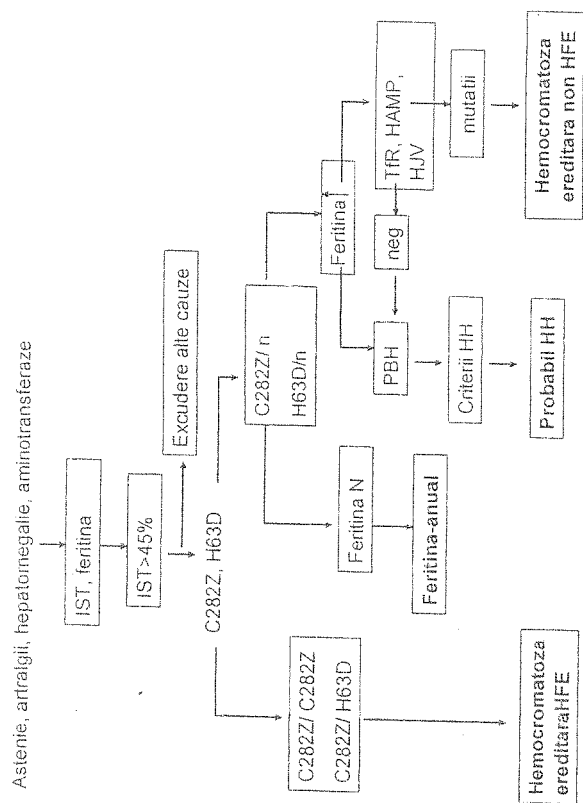 Astenie, artralgii, hepatomegalie, aminotransferaze
IST, feritina
IST>45%
Excudere alte cauze
C282Z, H63D
C282Z/ C282Z
C282Z/ H63D
Hemocromatoza
ereditaraHFE
C282Z/ n
H63D/n
Feritina N
Feritina-anual
Feritina
PBH
neg
TfR, HAMP,
HJV
Criterii HH
mutatii
Probabil HH
Hemocromatoza
ereditara non HFE